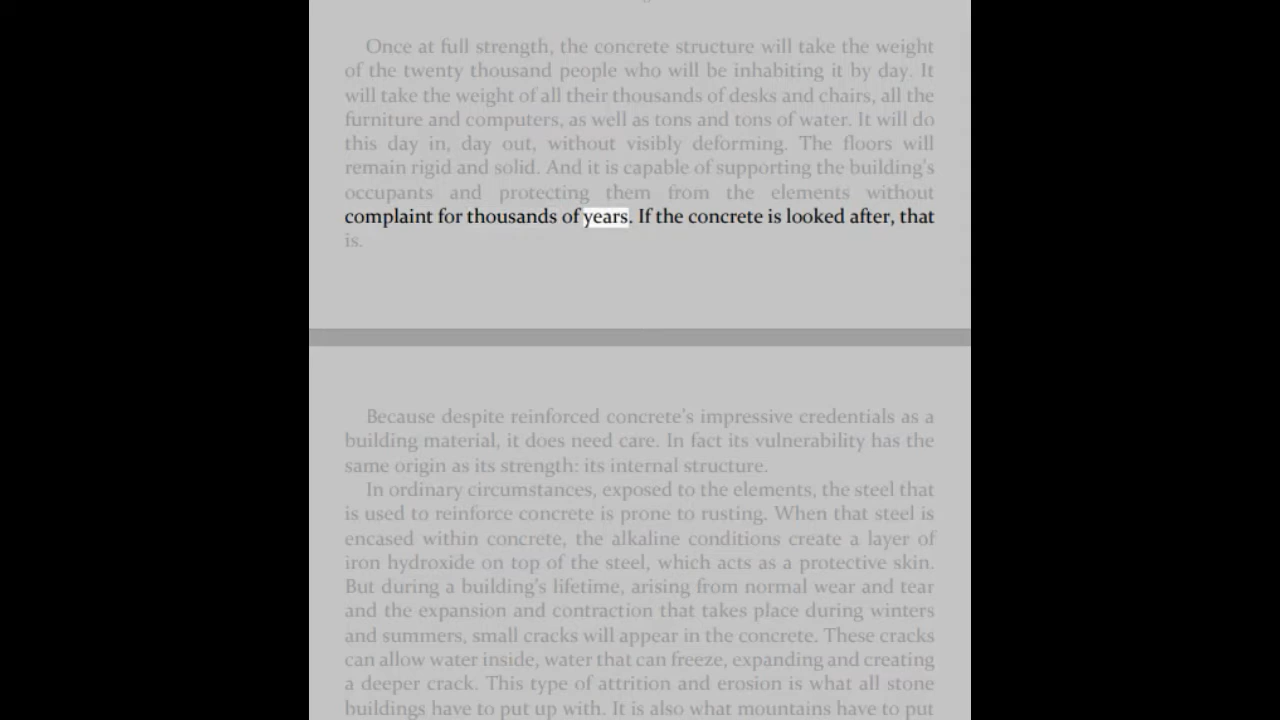 Once at full strength, the concrete structure will take the weight
of the twenty thousand people who will be inhabiting it by day. It
will take the weight of all their thousands of desks and chairs, all the
furniture and computers, as well as tons and tons of water. It will do
this day in, day out, without visibly deforming. The floors will
remain rigid and solid. And it is capable of supporting the building's
occupants and protecting them from the elements without
complaint for thousands of years. If the concrete is looked after, that
is.
Because despite reinforced concrete's impressive credentials as a
building material, it does need care. In fact its vulnerability has the
same origin as its strength: its internal structure.
In ordinary circumstances, exposed to the elements, the steel that
is used to reinforce concrete is prone to rusting. When that steel is
encased within concrete, the alkaline conditions create a layer of
iron hydroxide on top of the steel, which acts as a protective skin.
But during a building's lifetime, arising from normal wear and tear
and the expansion and contraction that takes place during winters
and summers, small cracks will appear in the concrete. These cracks
can allow water inside, water that can freeze, expanding and creating
a deeper crack. This type of attrition and erosion is what all stone
buildings have to put up with. It is also what mountains have to put